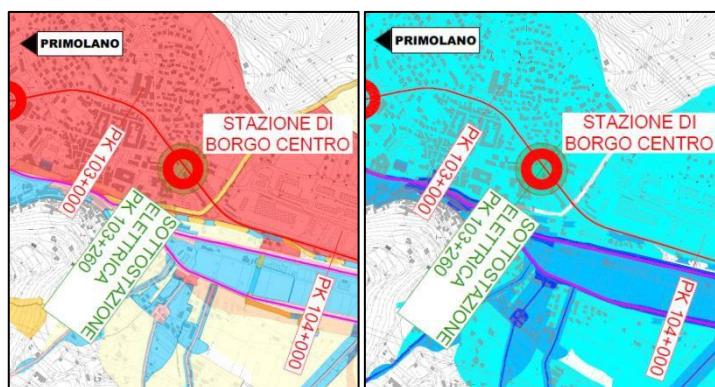 PRIMOLANO
STAZIONE DI
BORGO CENTRO
PK 103+000
SOTTOSTAZIONE
ELETTRICA
PK 103+260
PK 104+000
PRIMOLANO
STAZIONE DI
BORGO CENTRO
PK 103+000
SOTTOSTAZIONE
ELETTRICA
PK 103+260
PK 104+000